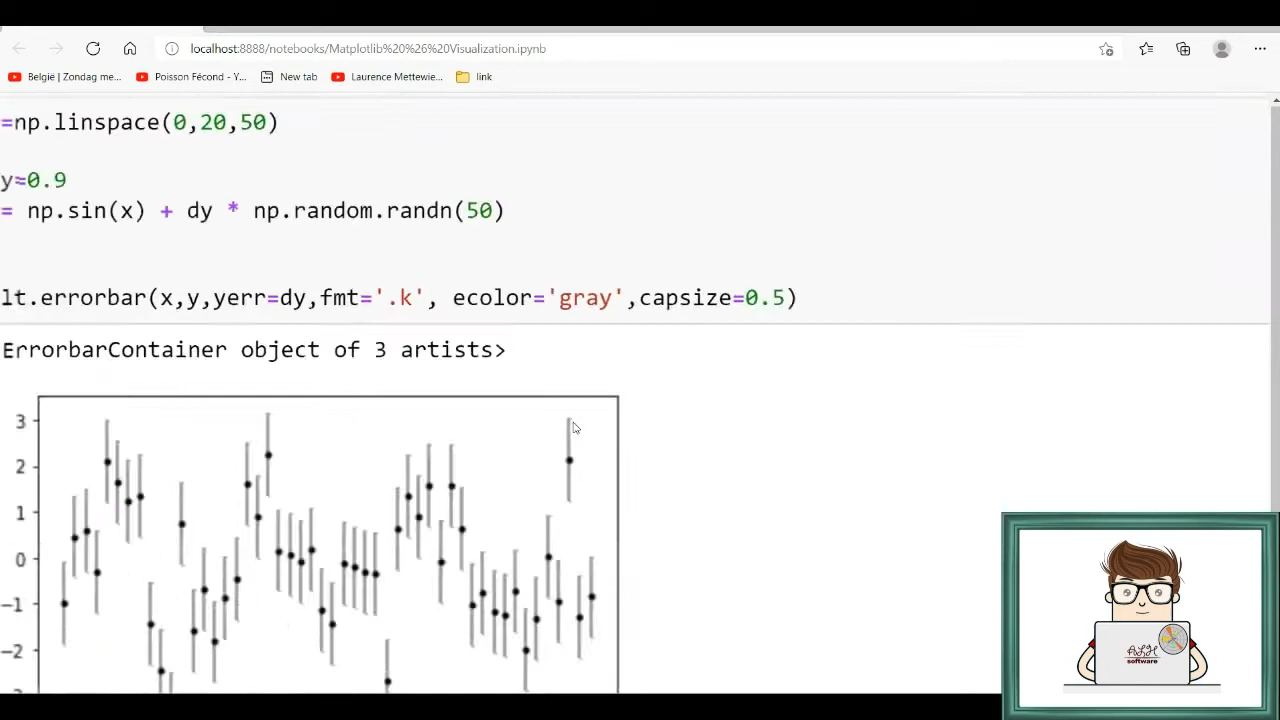 localhost:8888/notebooks/Matplotlib%20%26%20Visualization.ipynb
België | Zondag me... Poisson Fécond - Y... New tab Laurence Mettewie... link
=np.linspace(0,20,50)
y=0.9
= np.sin(x) + dy * np.random.randn(50)
lt.errorbar(x,y,yerr=dy,fmt='.k', ecolor='gray',capsize=0.5)
ErrorbarContainer object of 3 artists>
3
2
1
0
-1
-2
software